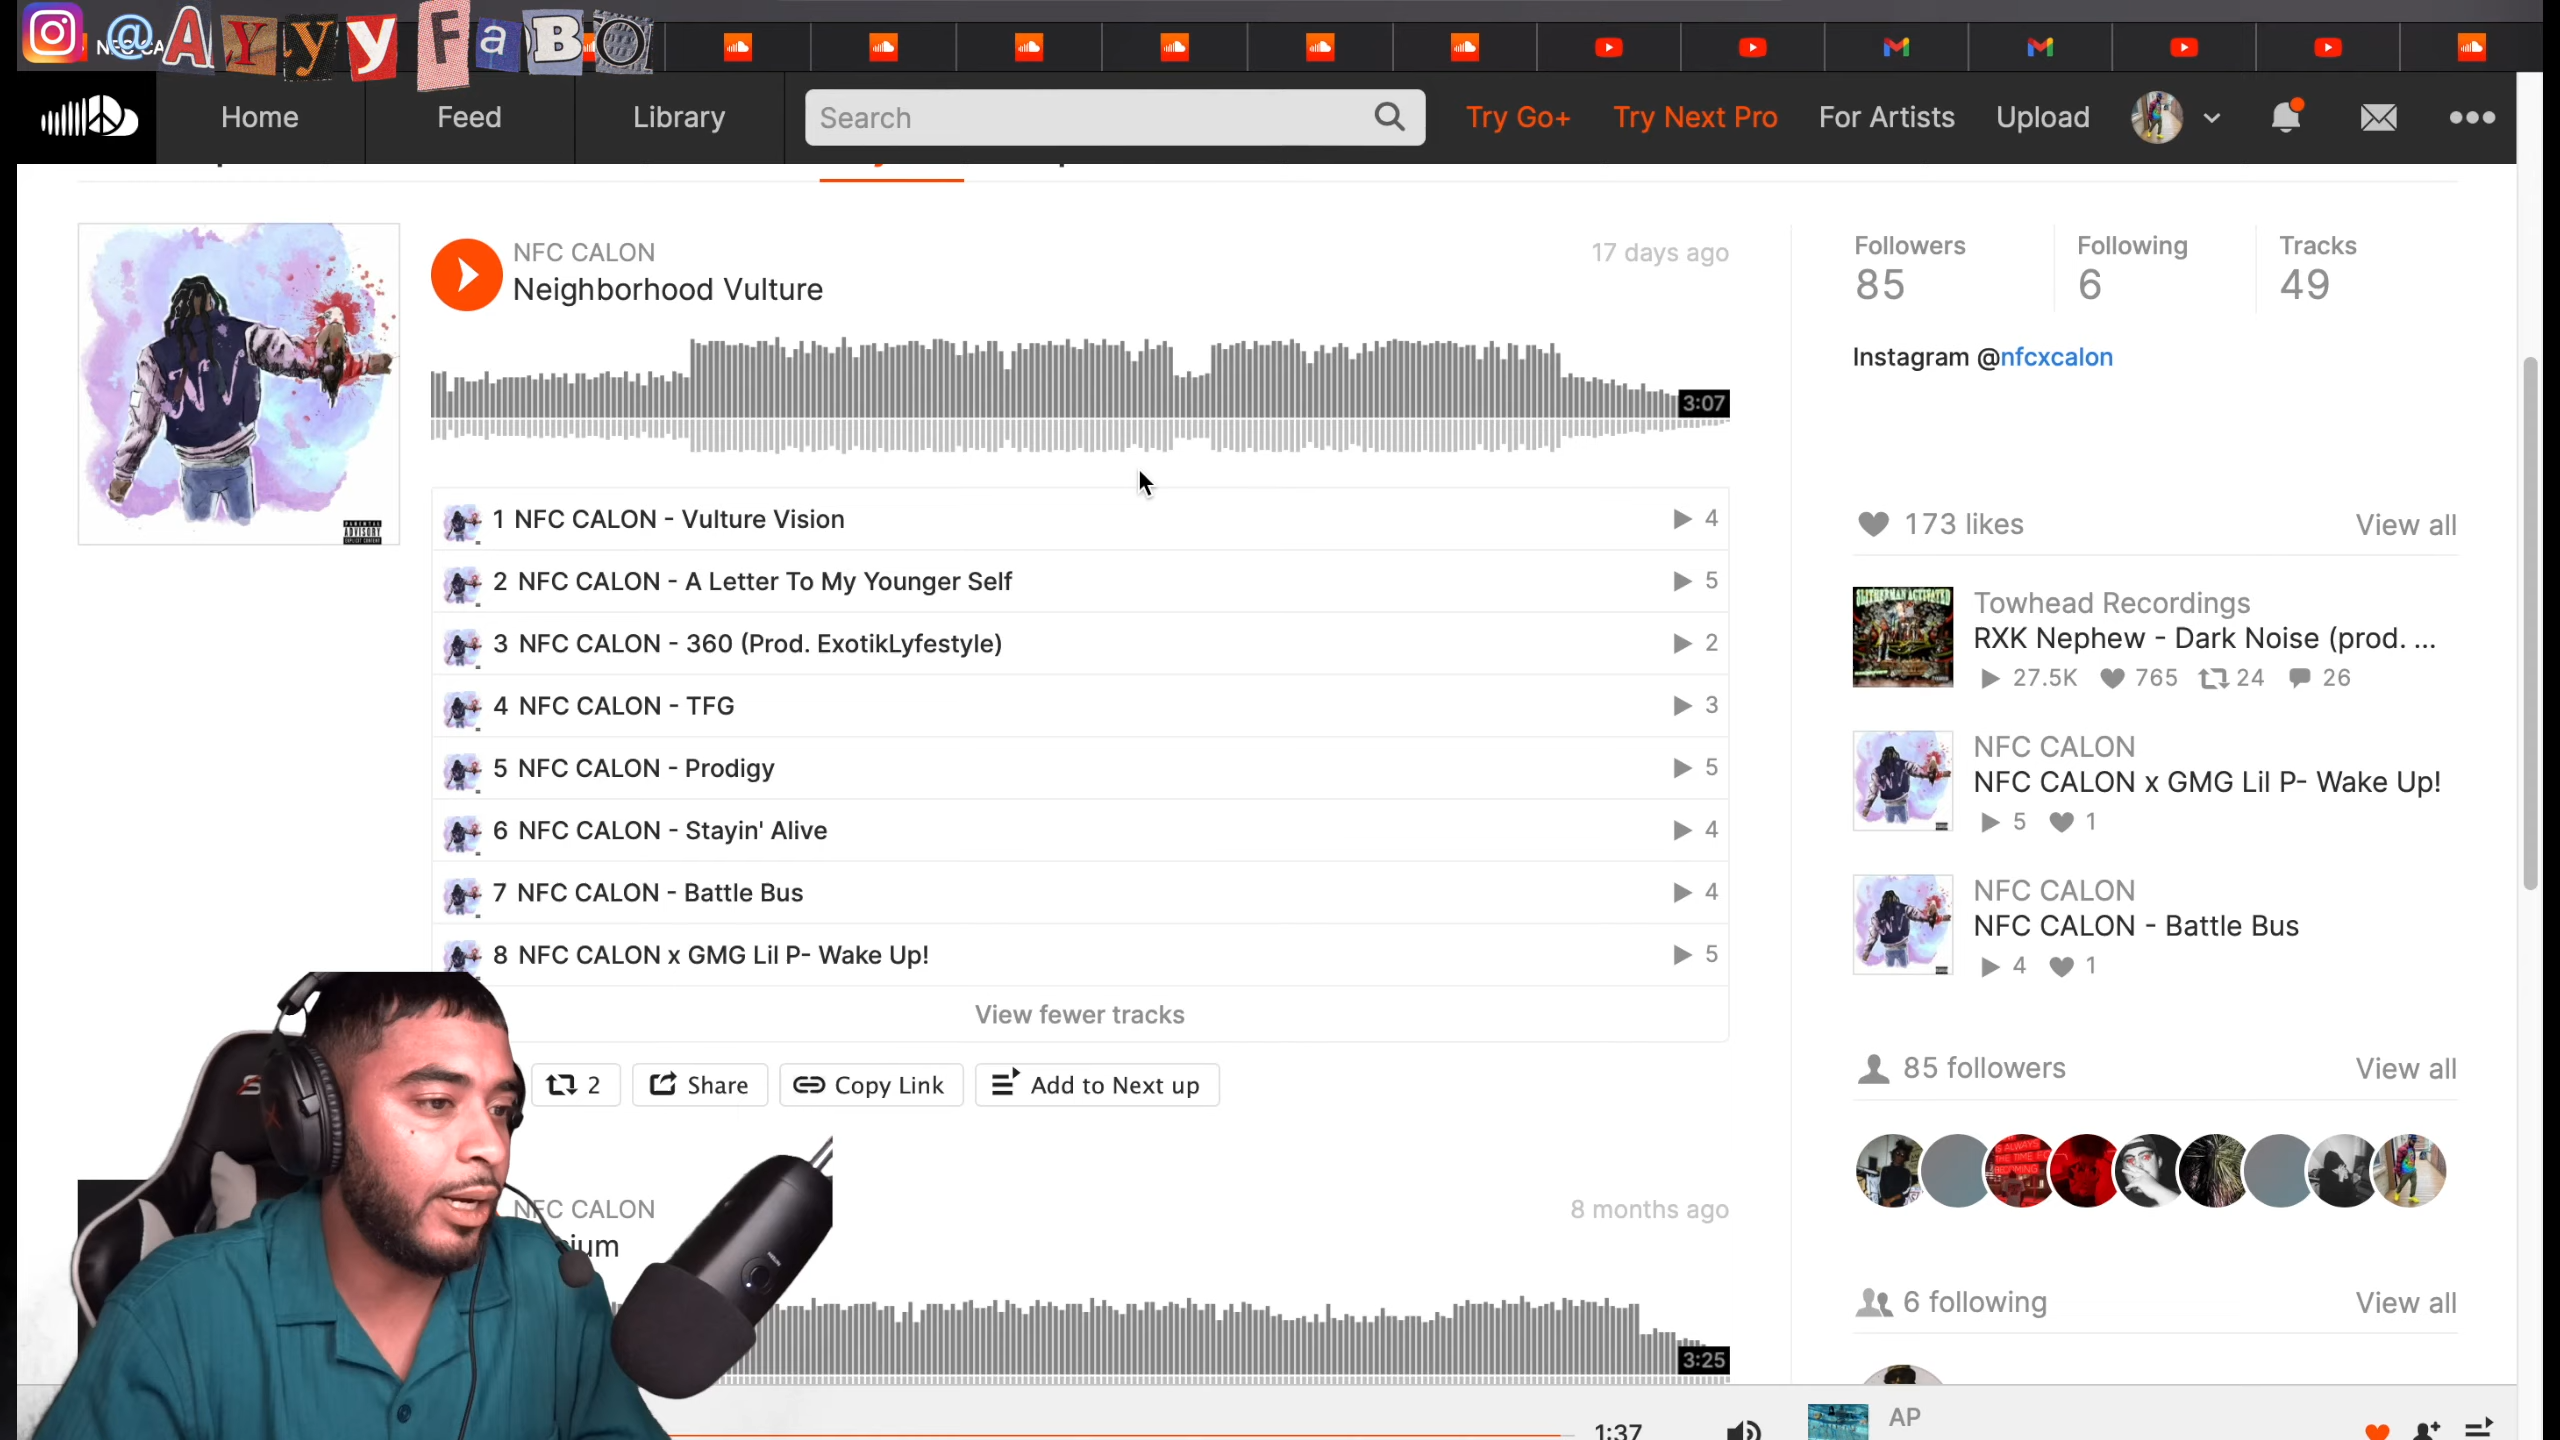 @AYyyFaBO
Home
Feed
Library
Search
Try Go+
Try Next Pro
For Artists
Upload
NFC CALON
17 days ago
Neighborhood Vulture
3:07
1 NFC CALON - Vulture Vision
4
2 NFC CALON - A Letter To My Younger Self
5
3 NFC CALON - 360 (Prod. ExotikLyfestyle)
2
4 NFC CALON - TFG
3
5 NFC CALON - Prodigy
5
6 NFC CALON - Stayin' Alive
4
7 NFC CALON - Battle Bus
4
8 NFC CALON x GMG Lil P- Wake Up!
5
View fewer tracks
2
Share
Copy Link
Add to Next up
NFC CALON
8 months ago
3:25
1:37
Followers
85
Following
6
Tracks
49
Instagram @nfcxcalon
173 likes
View all
Towhead Recordings
RXK Nephew - Dark Noise (prod. ...
27.5K 765 24 26
NFC CALON
NFC CALON x GMG Lil P- Wake Up!
5 1
NFC CALON
NFC CALON - Battle Bus
4 1
85 followers
View all
6 following
View all
AP